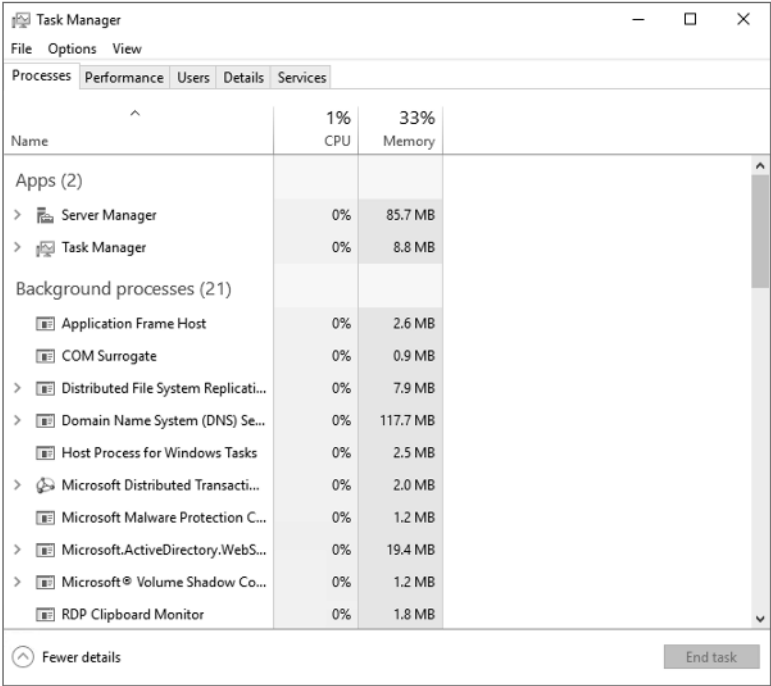 Task Manager
File Options View
Processes Performance Users Details Services
1% 33%
Name CPU Memory
Apps (2)
Server Manager 0% 85.7 MB
Task Manager 0% 8.8 MB
Background processes (21)
Application Frame Host 0% 2.6 MB
COM Surrogate 0% 0.9 MB
Distributed File System Replicati... 0% 7.9 MB
Domain Name System (DNS) Se... 0% 117.7 MB
Host Process for Windows Tasks 0% 2.5 MB
Microsoft Distributed Transacti... 0% 2.0 MB
Microsoft Malware Protection C... 0% 1.2 MB
Microsoft.ActiveDirectory.WebS... 0% 19.4 MB
Microsoft® Volume Shadow Co... 0% 1.2 MB
RDP Clipboard Monitor 0% 1.8 MB
Fewer details End task